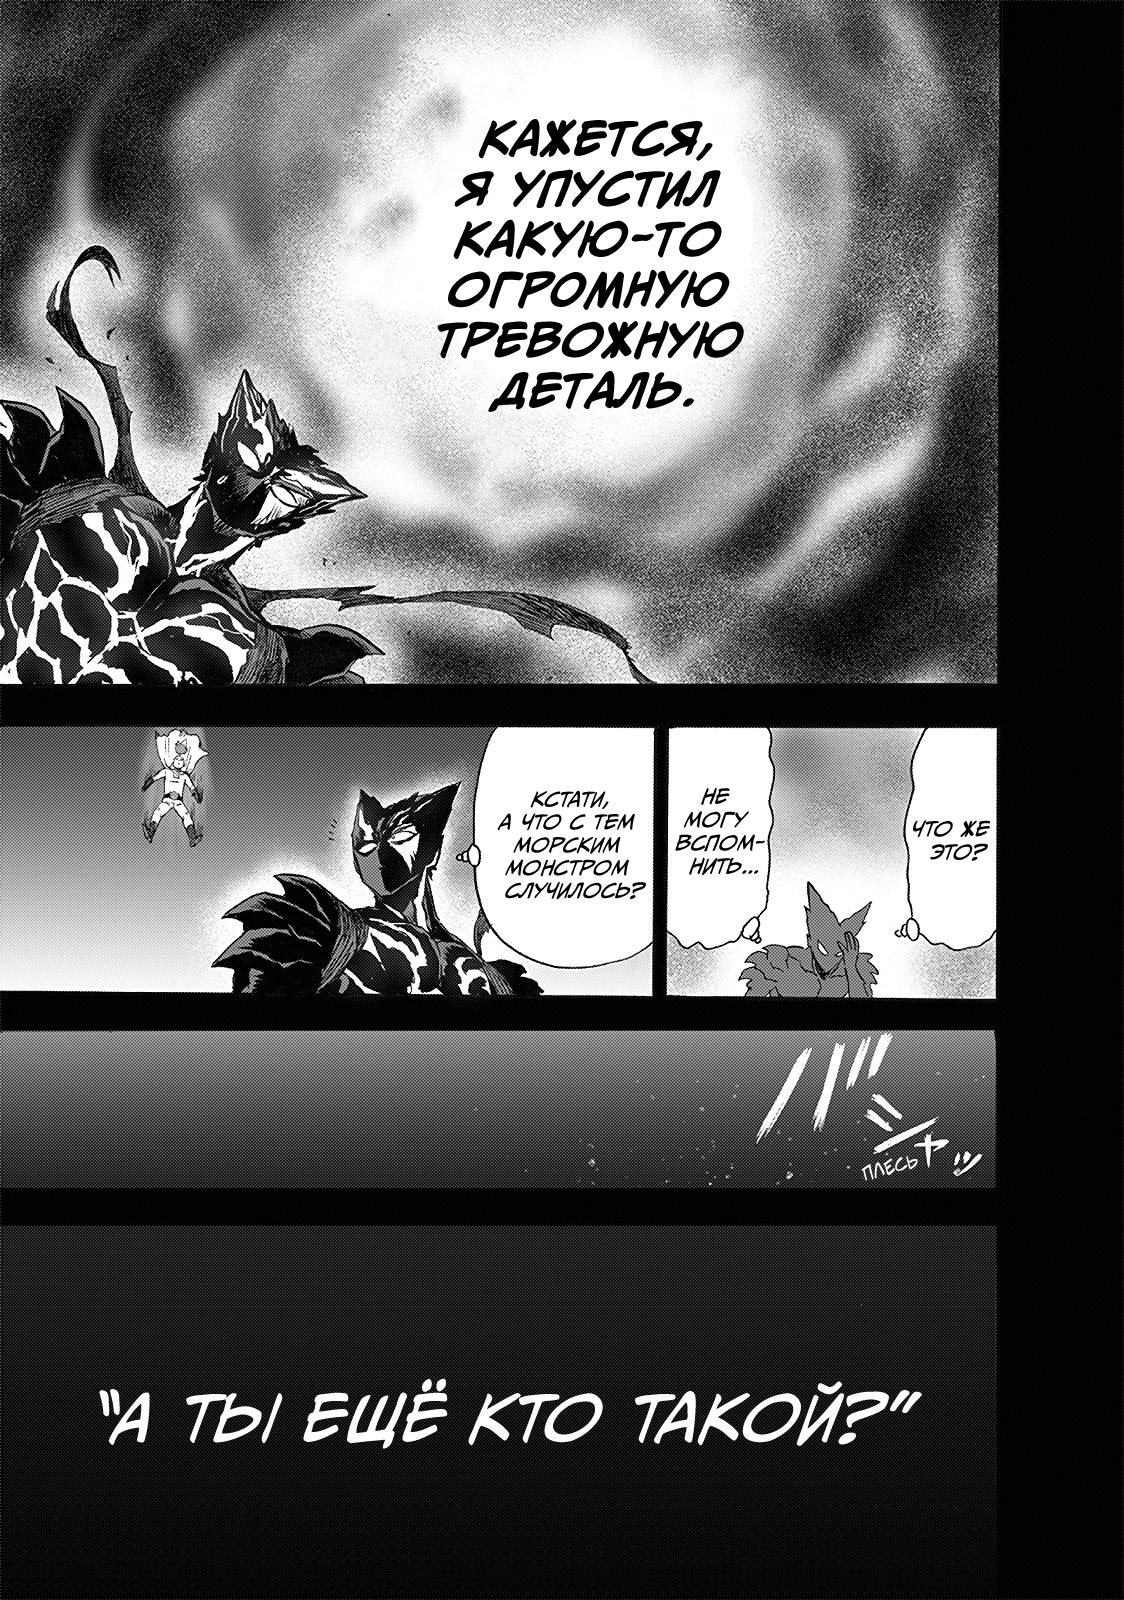 КАЖЕТСЯ,
Я УПУСТИЛ
КАКУЮ-ТО
ОГРОМНУЮ
ТРЕВОЖНУЮ
ДЕТАЛЬ.
ЧТО ЖЕ
ЭТО?
НЕ
МОГУ
ВСПОМ-
НИТЬ...
КСТАТИ,
А ЧТО С ТЕМ
МОРСКИМ
МОНСТРОМ
СЛУЧИЛОСЬ?
ПЛЕСЬ
“А ТЫ ЕЩЁ КТО ТАКОЙ?”